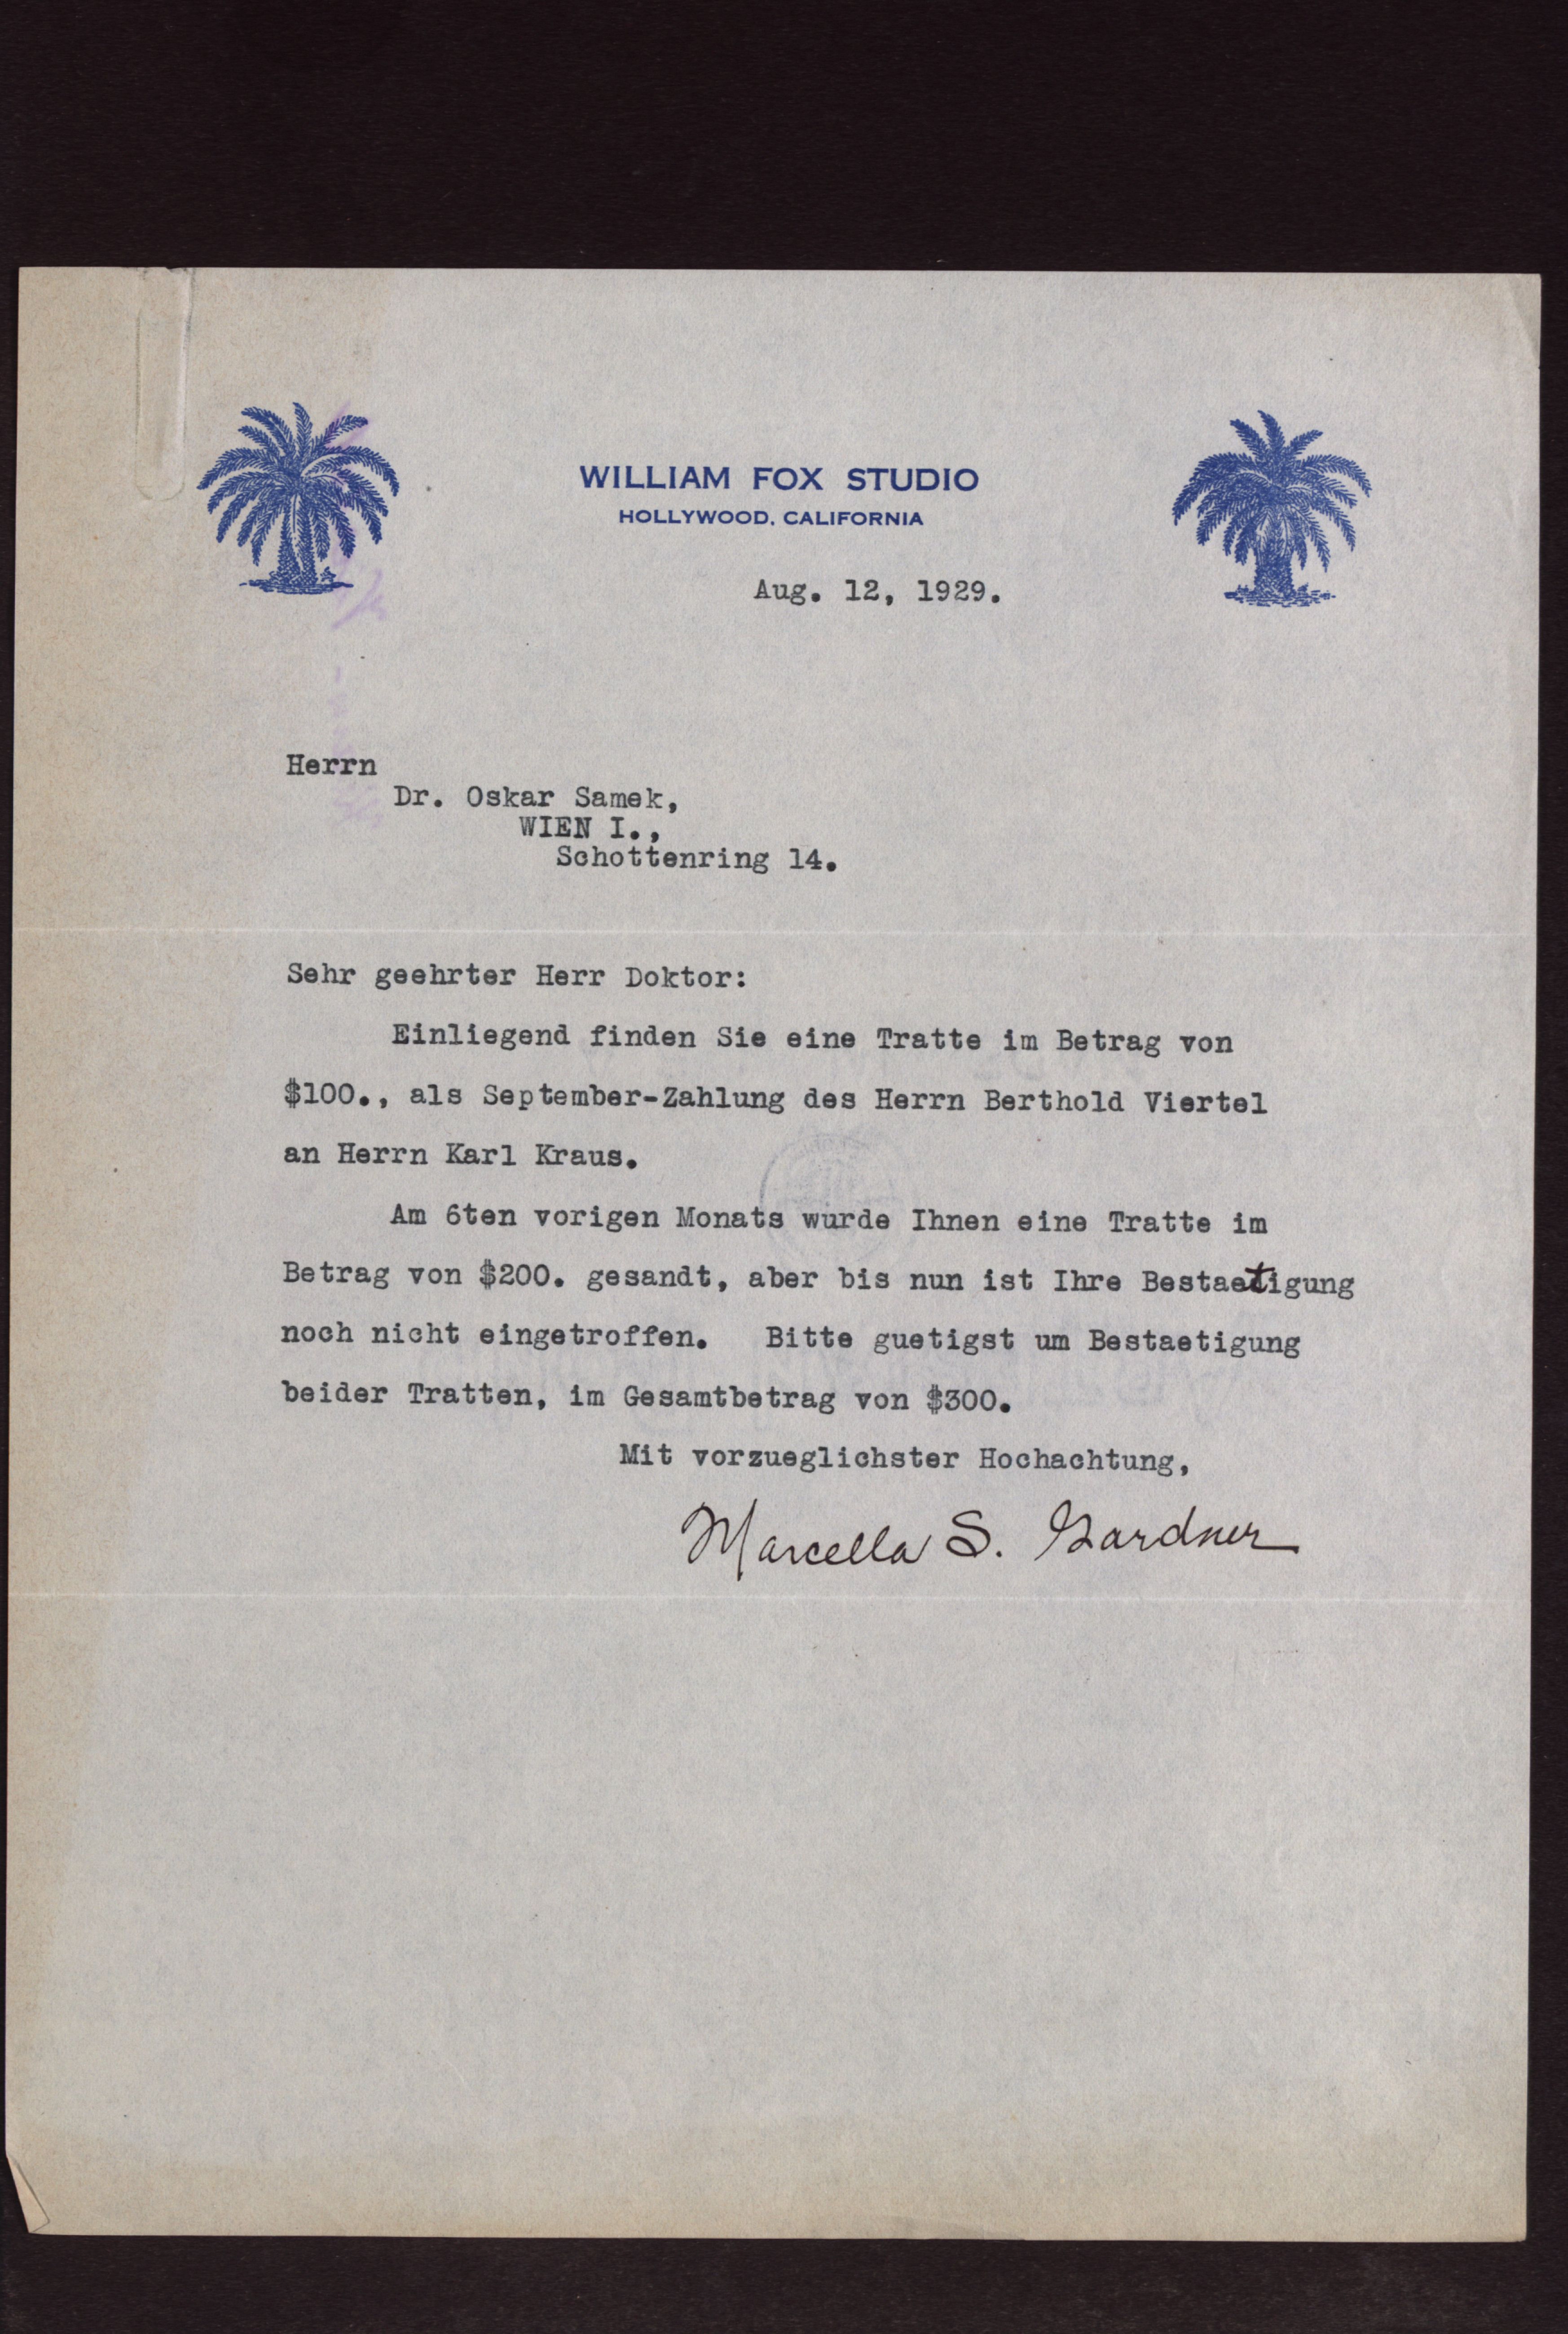 WILLIAM FOX STUDIO
HOLLYWOOD, CALIFORNIA
Aug. 12, 1929.
Herrn
Dr. Oskar Samek,
WIEN I.,
Schottenring 14.
Sehr geehrter Herr Doktor:
Einliegend finden Sie eine Tratte im Betrag von
$100., als September-Zahlung des Herrn Berthold Viertel
an Herrn Karl Kraus.
Am 6ten vorigen Monats wurde Ihnen eine Tratte im
Betrag von $200. gesandt, aber bis nun ist Ihre Bestaetigung
noch nicht eingetroffen. Bitte guetigst um Bestaetigung
beider Tratten, im Gesamtbetrag von $300.
Mit vorzueglichster Hochachtung,
Marcella S. Gardner